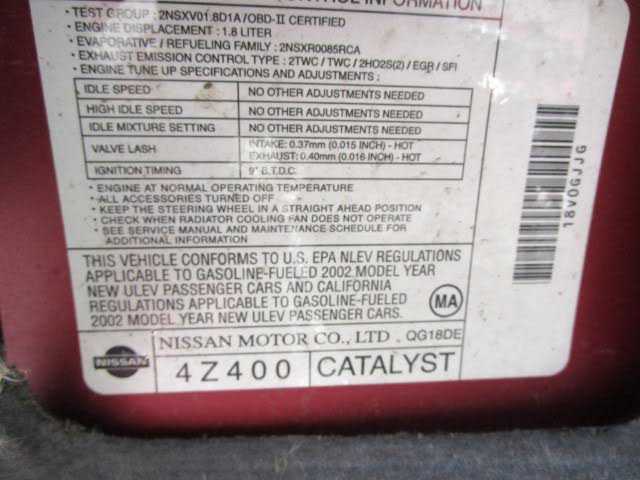 INFORMATION
• TEST GROUP : 2NSXV01.8D1A / OBD-II CERTIFIED
• ENGINE DISPLACEMENT : 1.8 LITER
• EVAPORATIVE / REFUELING FAMILY : 2NSXR0085RCA
• EXHAUST EMISSION CONTROL TYPE : 2TWC / TWC / 2HO2S(2) / EGR / SFI
• ENGINE TUNE UP SPECIFICATIONS AND ADJUSTMENTS ;
IDLE SPEED NO OTHER ADJUSTMENTS NEEDED
HIGH IDLE SPEED NO OTHER ADJUSTMENTS NEEDED
IDLE MIXTURE SETTING NO OTHER ADJUSTMENTS NEEDED
VALVE LASH INTAKE: 0.37mm (0.015 INCH) - HOT
EXHAUST: 0.40mm (0.016 INCH) - HOT
IGNITION TIMING 9° B.T.D.C.
• ENGINE AT NORMAL OPERATING TEMPERATURE
• ALL ACCESSORIES TURNED OFF
• KEEP THE STEERING WHEEL IN A STRAIGHT AHEAD POSITION
• CHECK WHEN RADIATOR COOLING FAN DOES NOT OPERATE
• SEE SERVICE MANUAL AND MAINTENANCE SCHEDULE FOR
ADDITIONAL INFORMATION
THIS VEHICLE CONFORMS TO U.S. EPA NLEV REGULATIONS
APPLICABLE TO GASOLINE-FUELED 2002 MODEL YEAR
NEW ULEV PASSENGER CARS AND CALIFORNIA
REGULATIONS APPLICABLE TO GASOLINE-FUELED
2002 MODEL YEAR NEW ULEV PASSENGER CARS.
MA
NISSAN MOTOR CO., LTD. QG18DE
NISSAN
4Z400 CATALYST
18V0GJJG